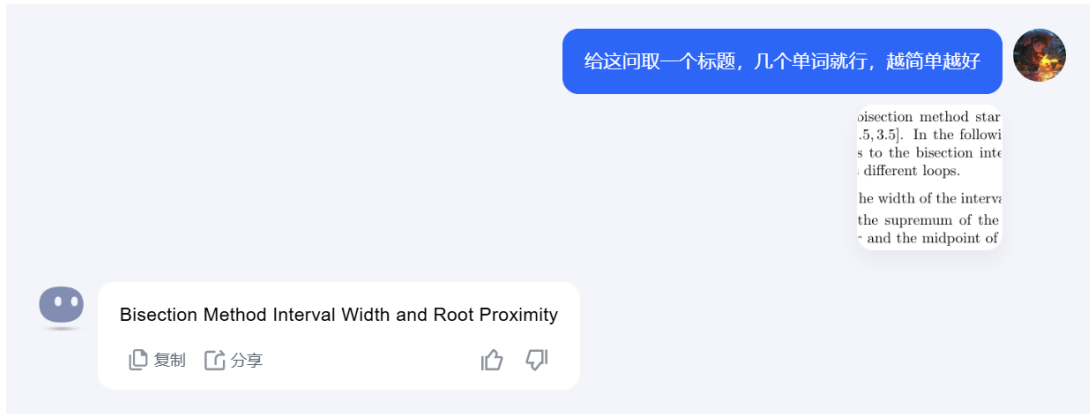 给这问取一个标题，几个单词就行，越简单越好
bisection method star
.5, 3.5]. In the followi
s to the bisection inte
different loops.
he width of the interva
the supremum of the
and the midpoint of
Bisection Method Interval Width and Root Proximity
复制 分享